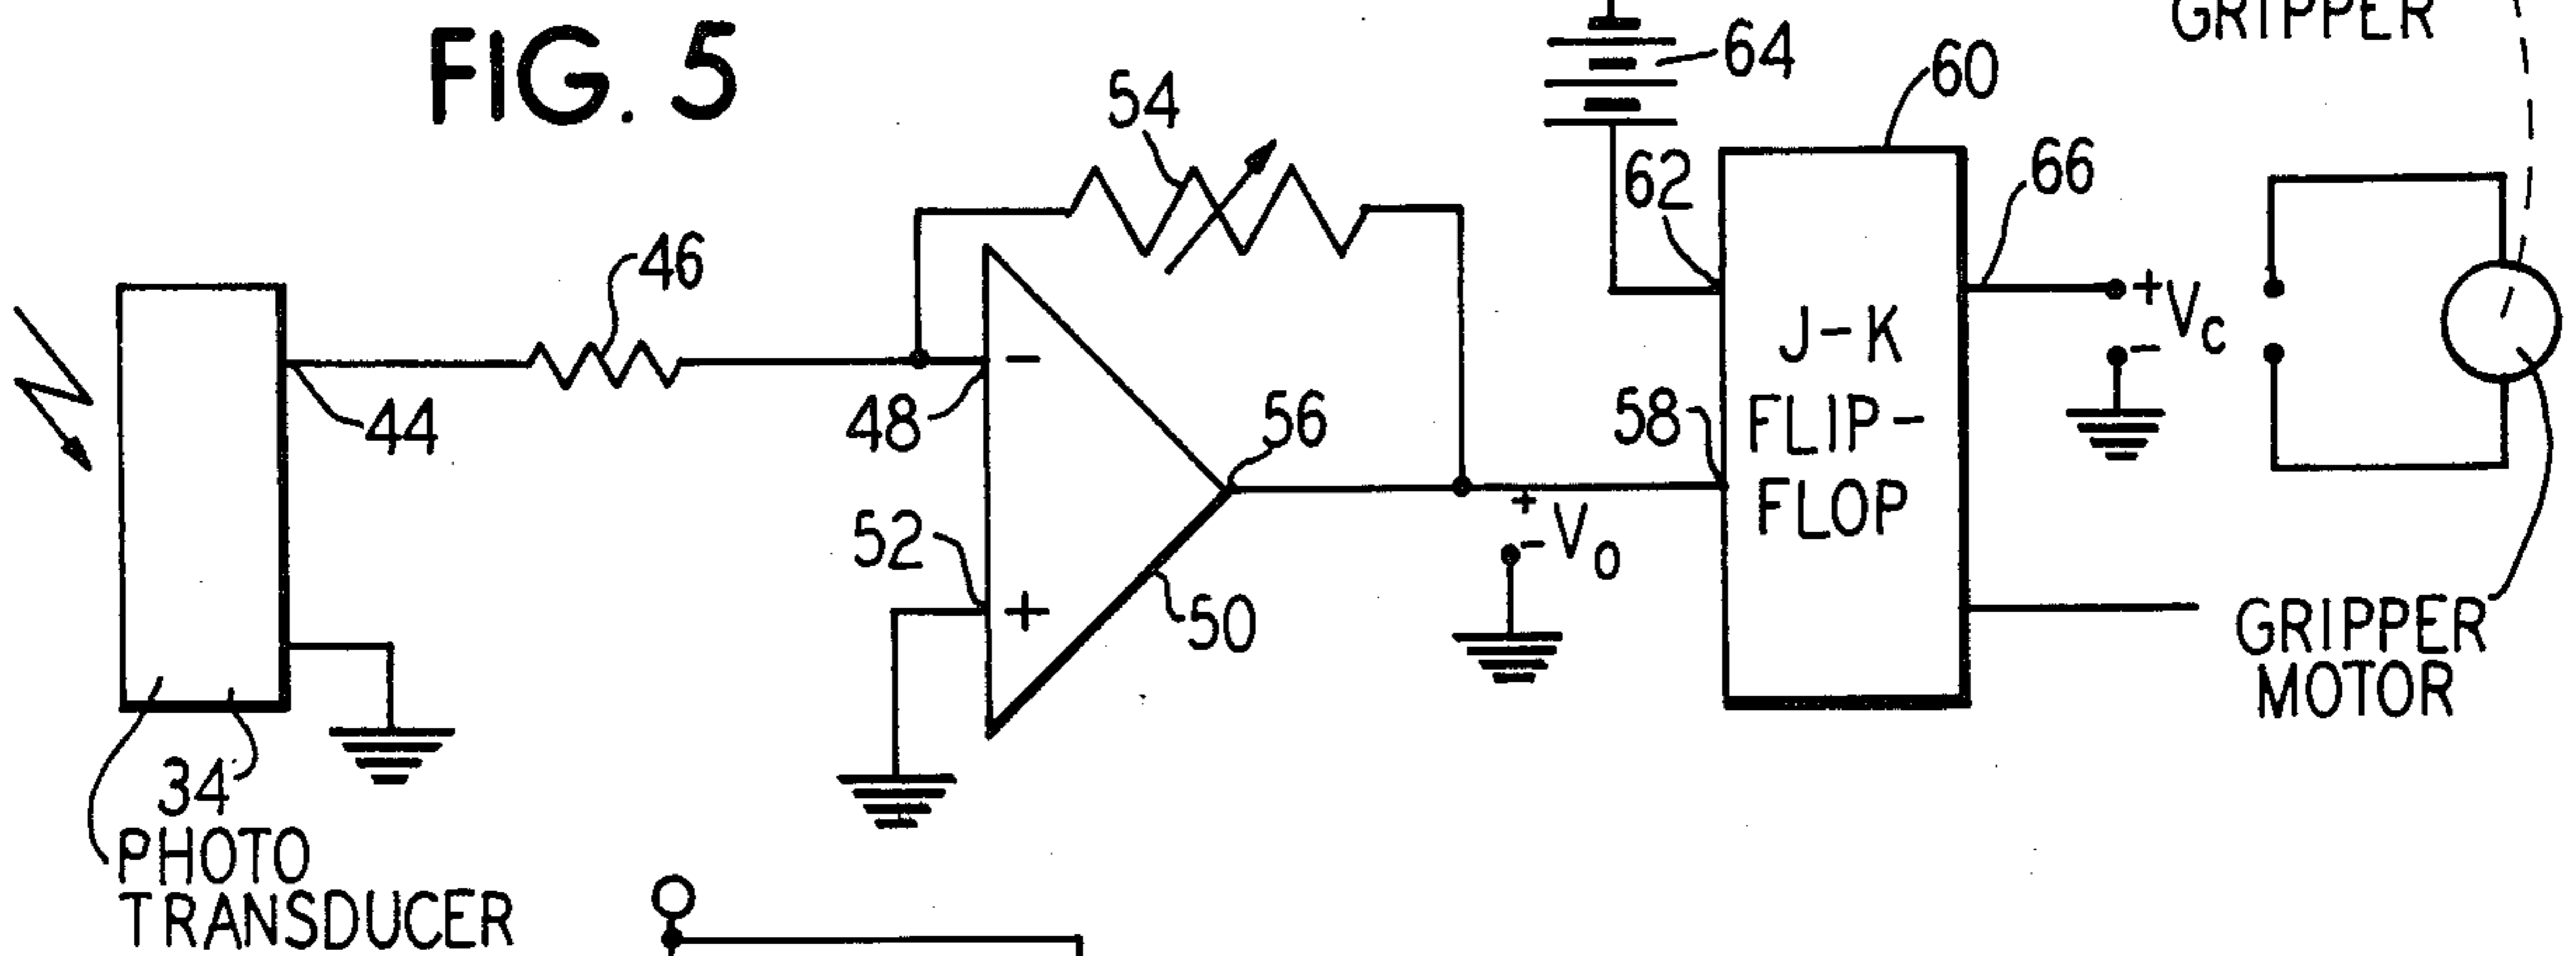 GRIPPER
FIG. 5
64
60
54
62
66
46
+
VC
-
J-K
FLIP-
FLOP
-
44
48
56
58
52
+
+
-
VO
50
GRIPPER
MOTOR
34
PHOTO
TRANSDUCER